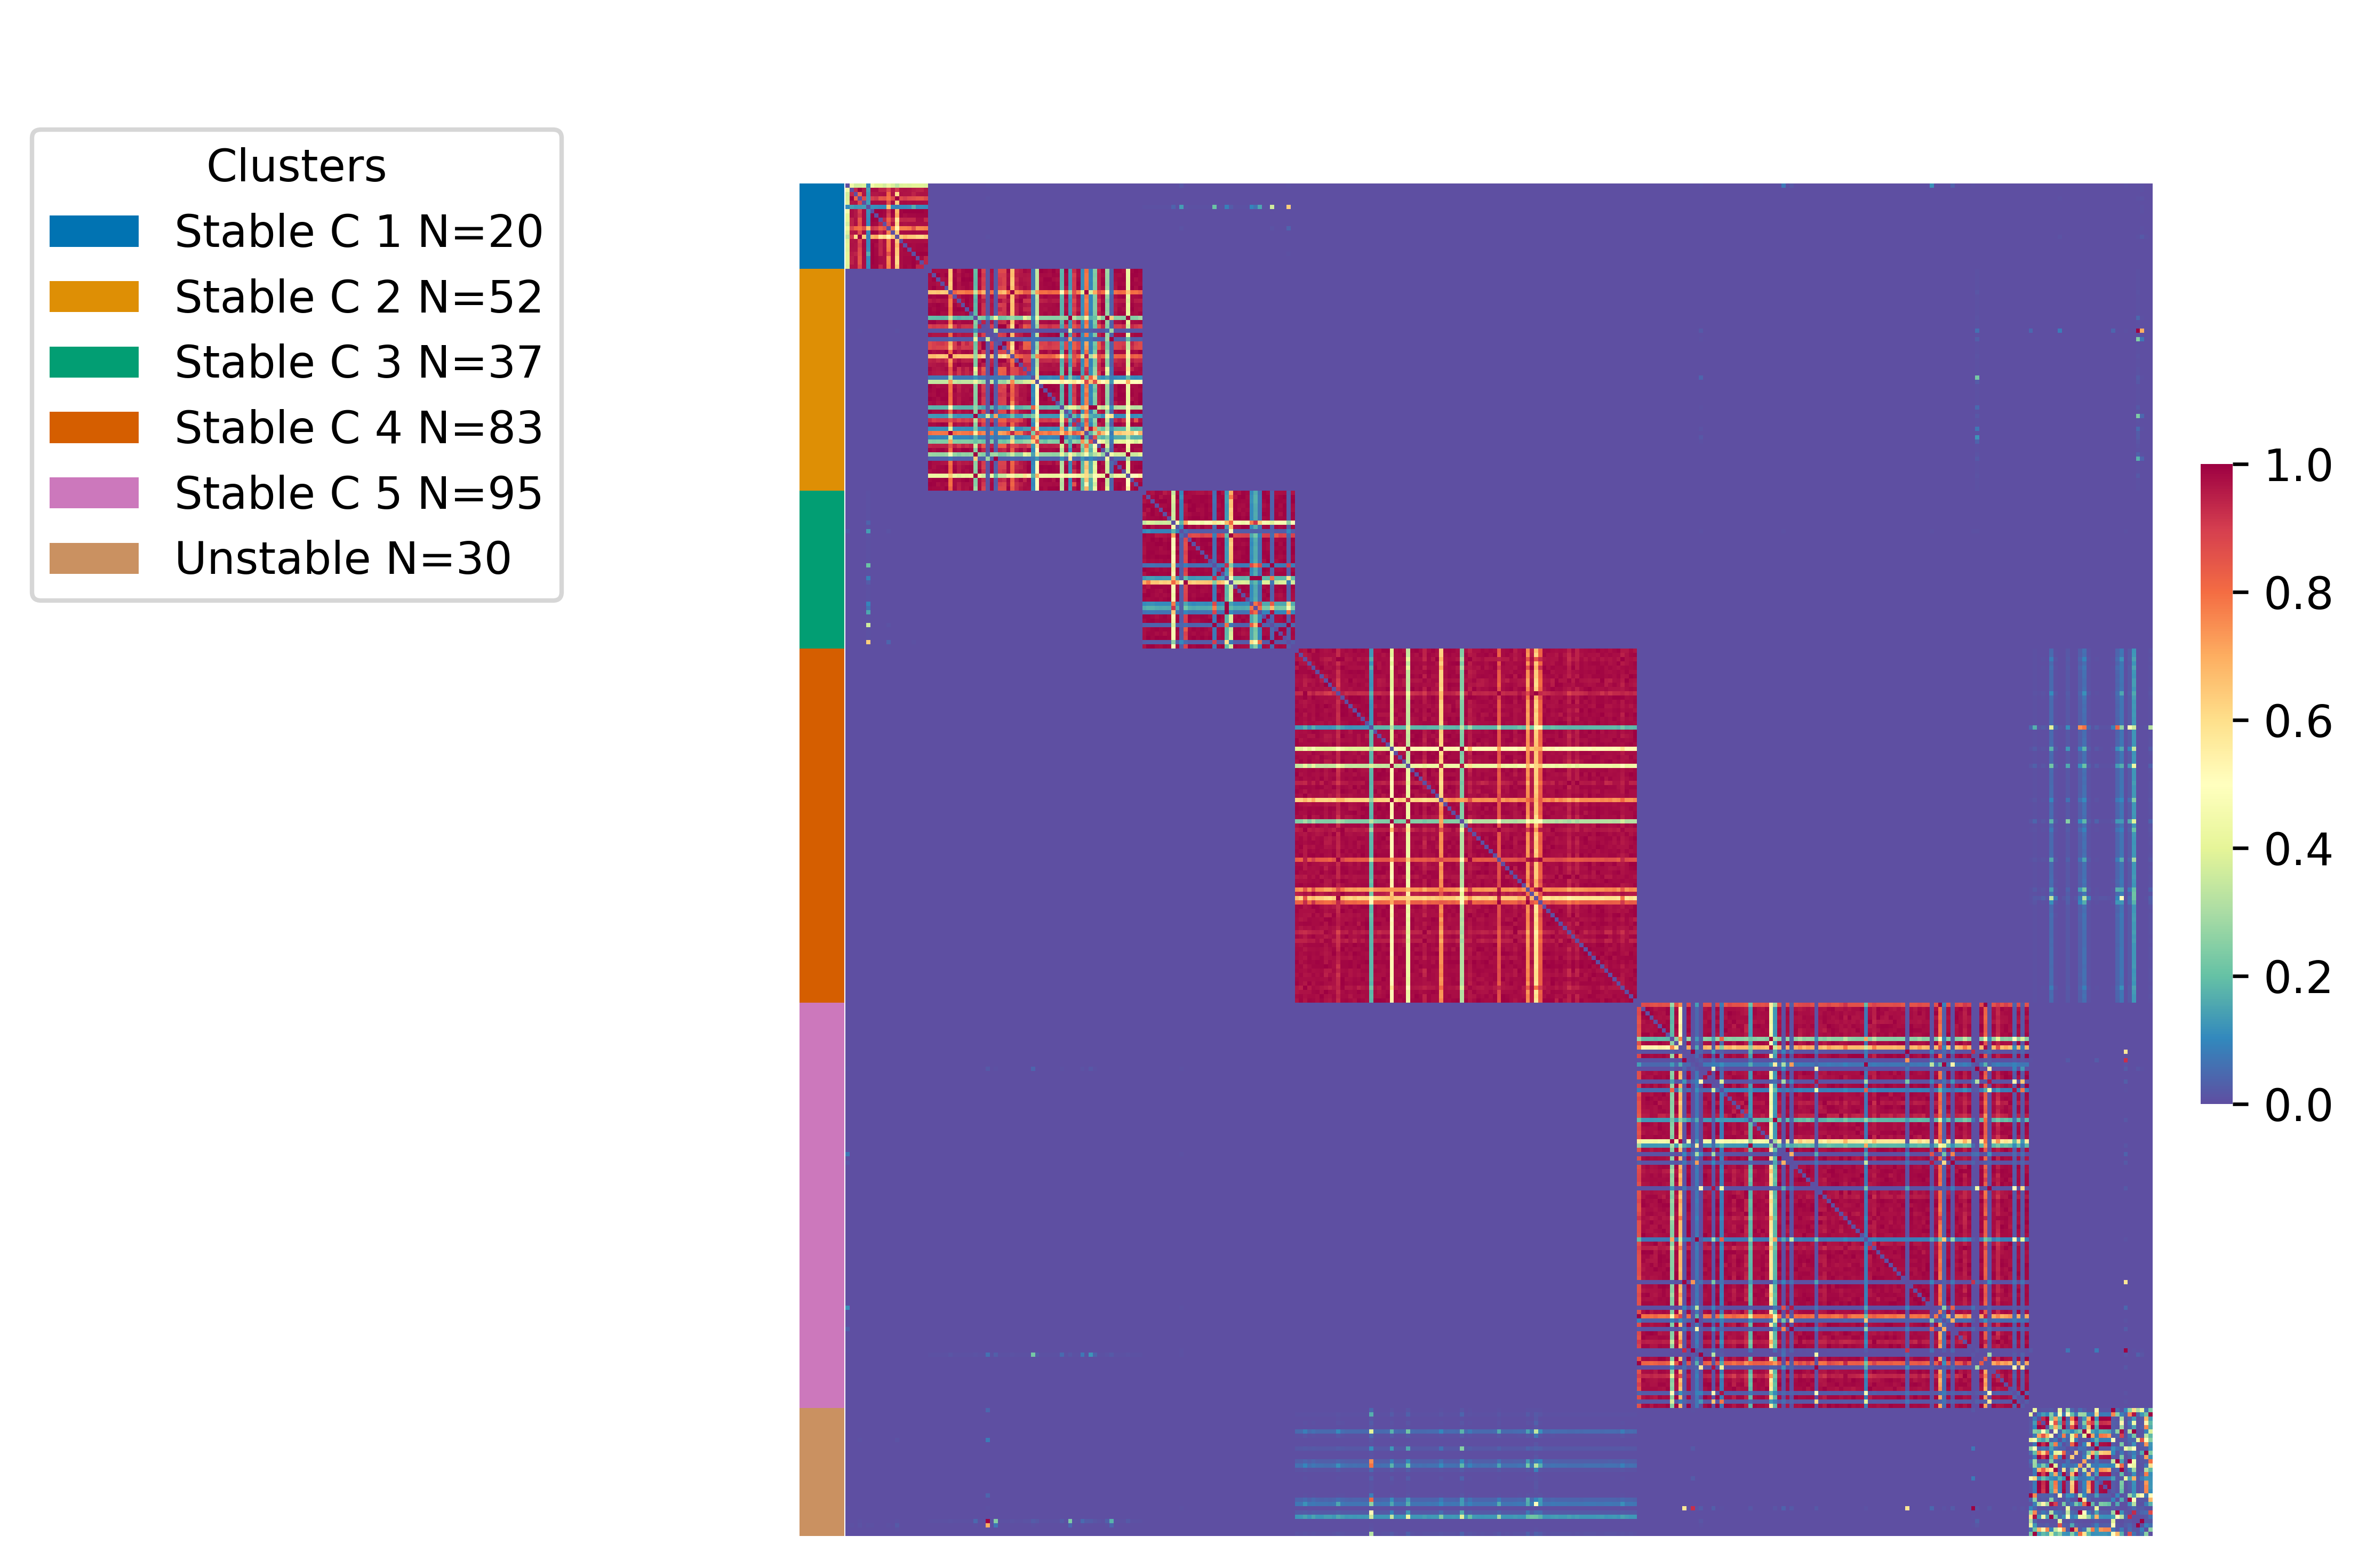 Clusters
Stable C 1 N=20
Stable C 2 N=52
Stable C 3 N=37
Stable C 4 N=83
Stable C 5 N=95
Unstable N=30
1.0
0.8
0.6
0.4
0.2
0.0